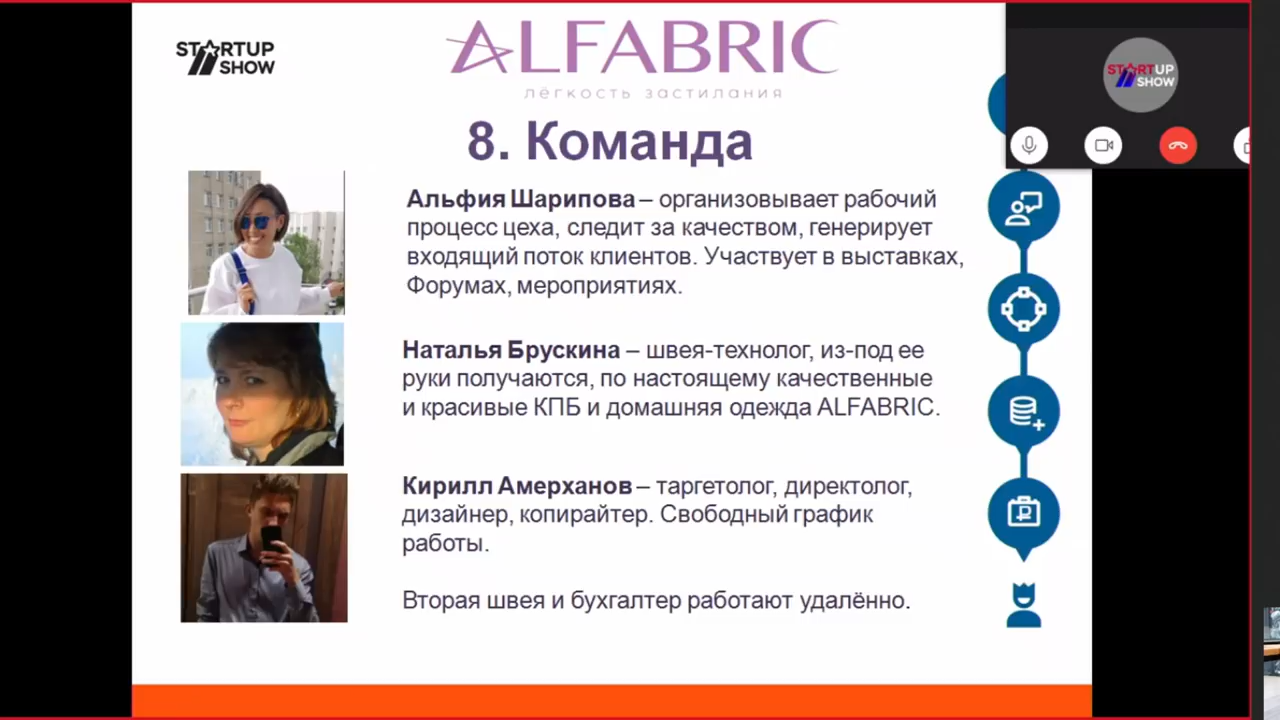 STARTUP
SHOW
ALFABRIC
лёгкость застилания
START UP
SHOW
8. Команда
Альфия Шарипова – организовывает рабочий
процесс цеха, следит за качеством, генерирует
входящий поток клиентов. Участвует в выставках,
Форумах, мероприятиях.
Наталья Брускина – швея-технолог, из-под ее
руки получаются, по настоящему качественные
и красивые КПБ и домашняя одежда ALFABRIC.
Кирилл Амерханов – таргетолог, директолог,
дизайнер, копирайтер. Свободный график
работы.
Вторая швея и бухгалтер работают удалённо.